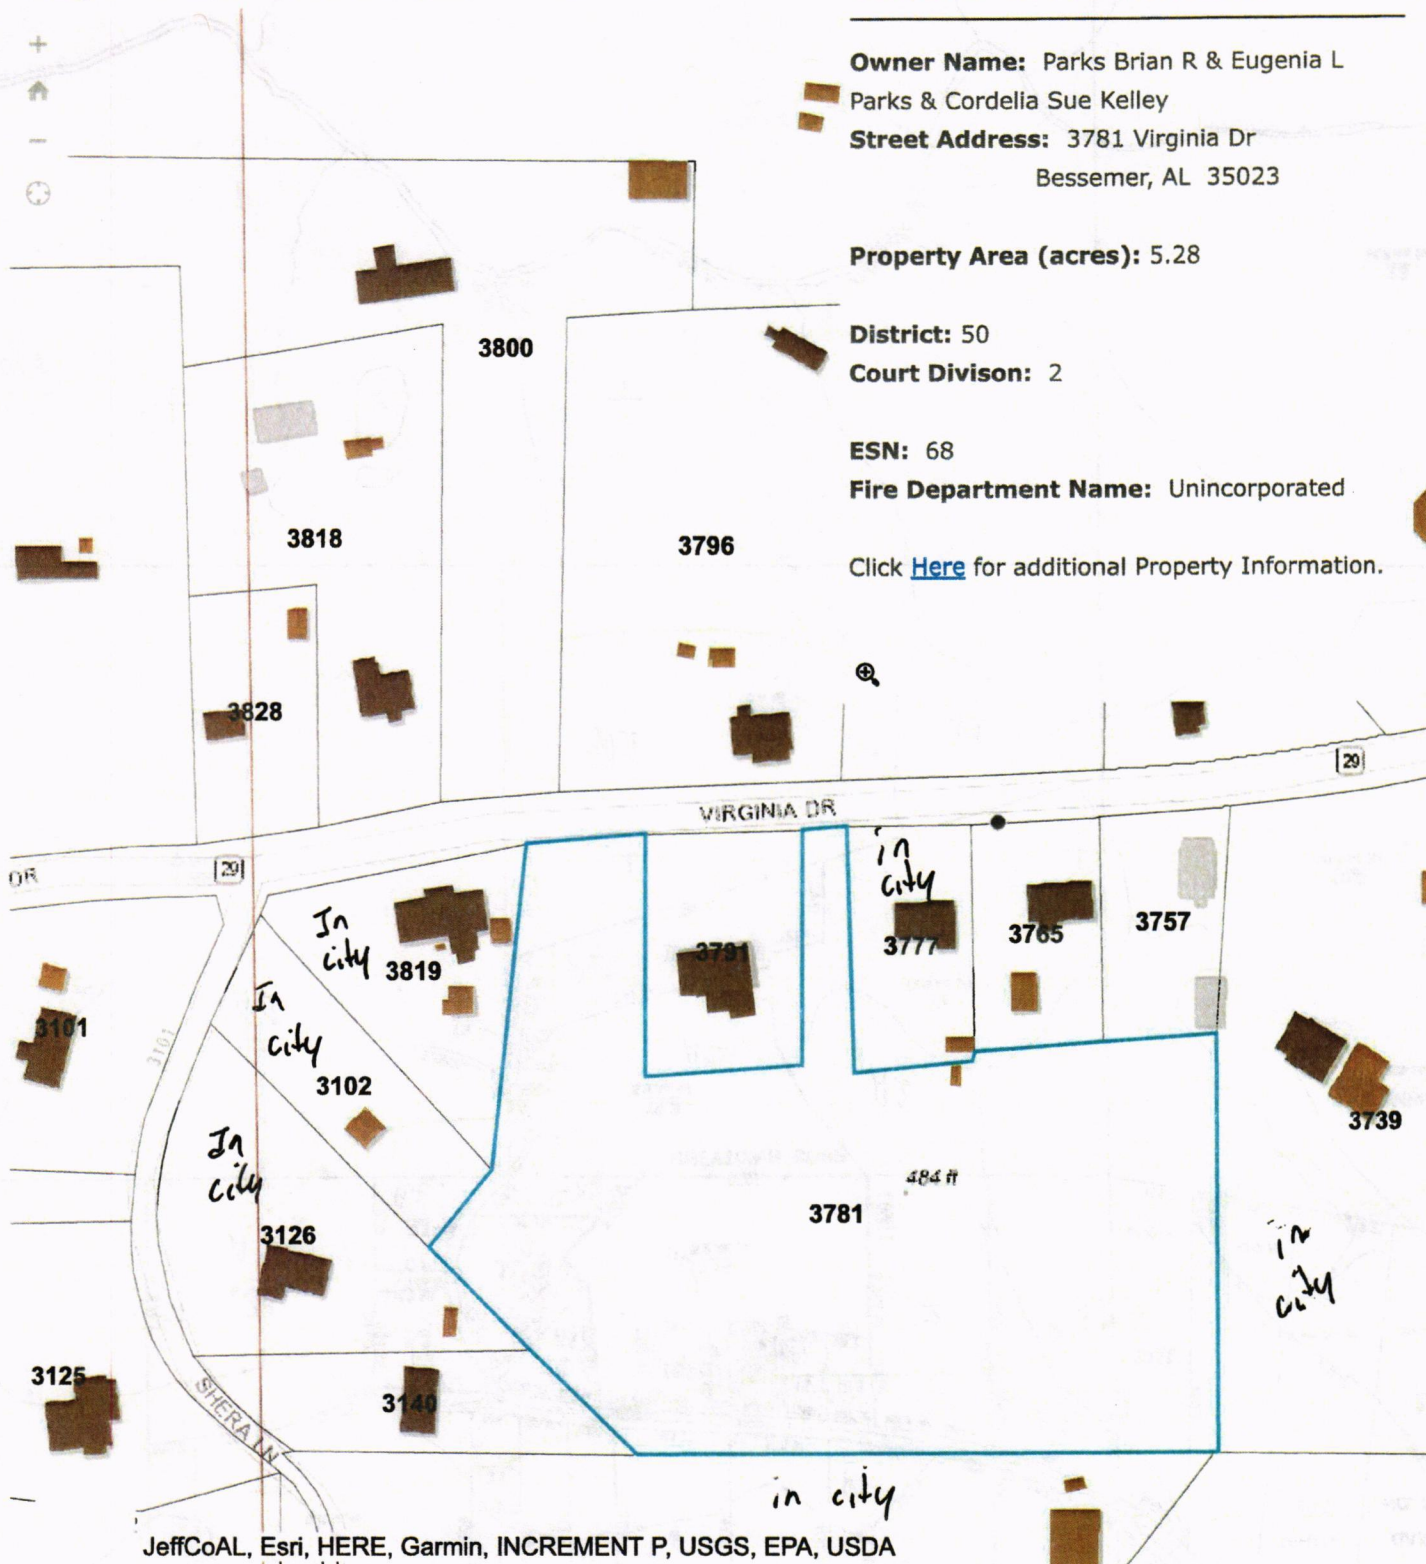 Owner Name: Parks Brian R & Eugenia L
Parks & Cordelia Sue Kelley
Street Address: 3781 Virginia Dr
Bessemer, AL 35023
Property Area (acres): 5.28
District: 50
Court Divison: 2
ESN: 68
Fire Department Name: Unincorporated
Click Here for additional Property Information.
3800
3818
3796
3828
29
VIRGINIA DR
29
DR
in
city
In
city
3819
3791
3777
3765
3757
In
city
3101
3101
3102
3739
In
city
484 ft
3781
3126
in
city
3125
3140
SHERA LN
in city
JeffCoAL, Esri, HERE, Garmin, INCREMENT P, USGS, EPA, USDA